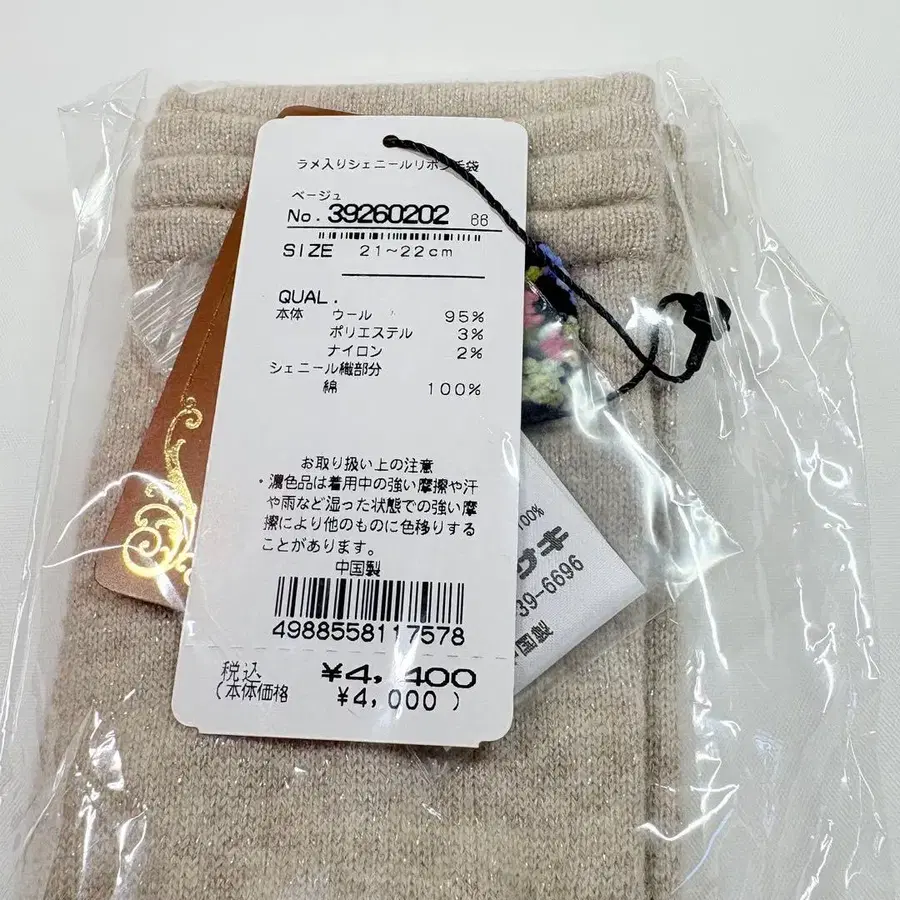 ラメ入りシェニールリボン手袋
ベージュ
No. 39260202 66
SIZE 21~22cm
QUAL.
本体 ウール 95%
ポリエステル 3%
ナイロン 2%
シェニール織部分
綿 100%
お取り扱い上の注意
・濃色品は着用中の強い摩擦や汗
や雨など湿った状態での強い摩
擦により他のものに色移りする
ことがあります。
中国製
4988558117578
税込 ¥4,400
(本体価格 ¥4,000 )
100%
ウキ
39-6696
国製